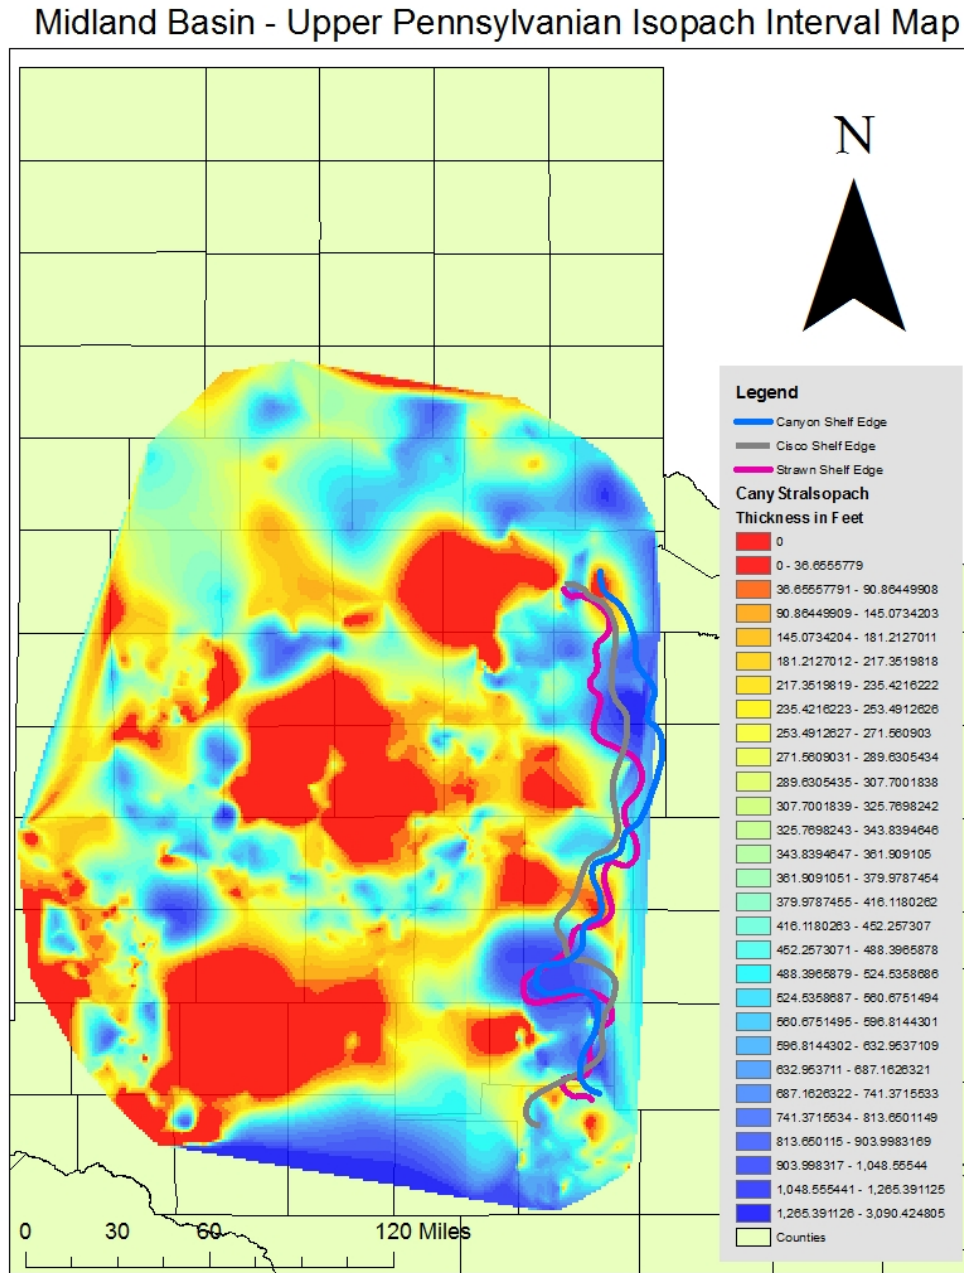 Midland Basin - Upper Pennsylvanian Isopach Interval Map
N
Legend
Canyon Shelf Edge
Cisco Shelf Edge
Strawn Shelf Edge
Cany StraIsopach
Thickness in Feet
0
0 - 36.6555779
36.65557791 - 90.86449908
90.86449909 - 145.0734203
145.0734204 - 181.2127011
181.2127012 - 217.3519818
217.3519819 - 235.4216222
235.4216223 - 253.4912626
253.4912627 - 271.560903
271.5609031 - 289.6305434
289.6305435 - 307.7001838
307.7001839 - 325.7698242
325.7698243 - 343.8394646
343.8394647 - 361.909105
361.9091051 - 379.9787454
379.9787455 - 416.1180262
416.1180263 - 452.257307
452.2573071 - 488.3965878
488.3965879 - 524.5358686
524.5358687 - 560.6751494
560.6751495 - 596.8144301
596.8144302 - 632.9537109
632.953711 - 687.1626321
687.1626322 - 741.3715533
741.3715534 - 813.6501149
813.650115 - 903.9983169
903.998317 - 1,048.55544
1,048.555441 - 1,265.391125
1,265.391126 - 3,090.424805
Counties
0 30 60 120 Miles